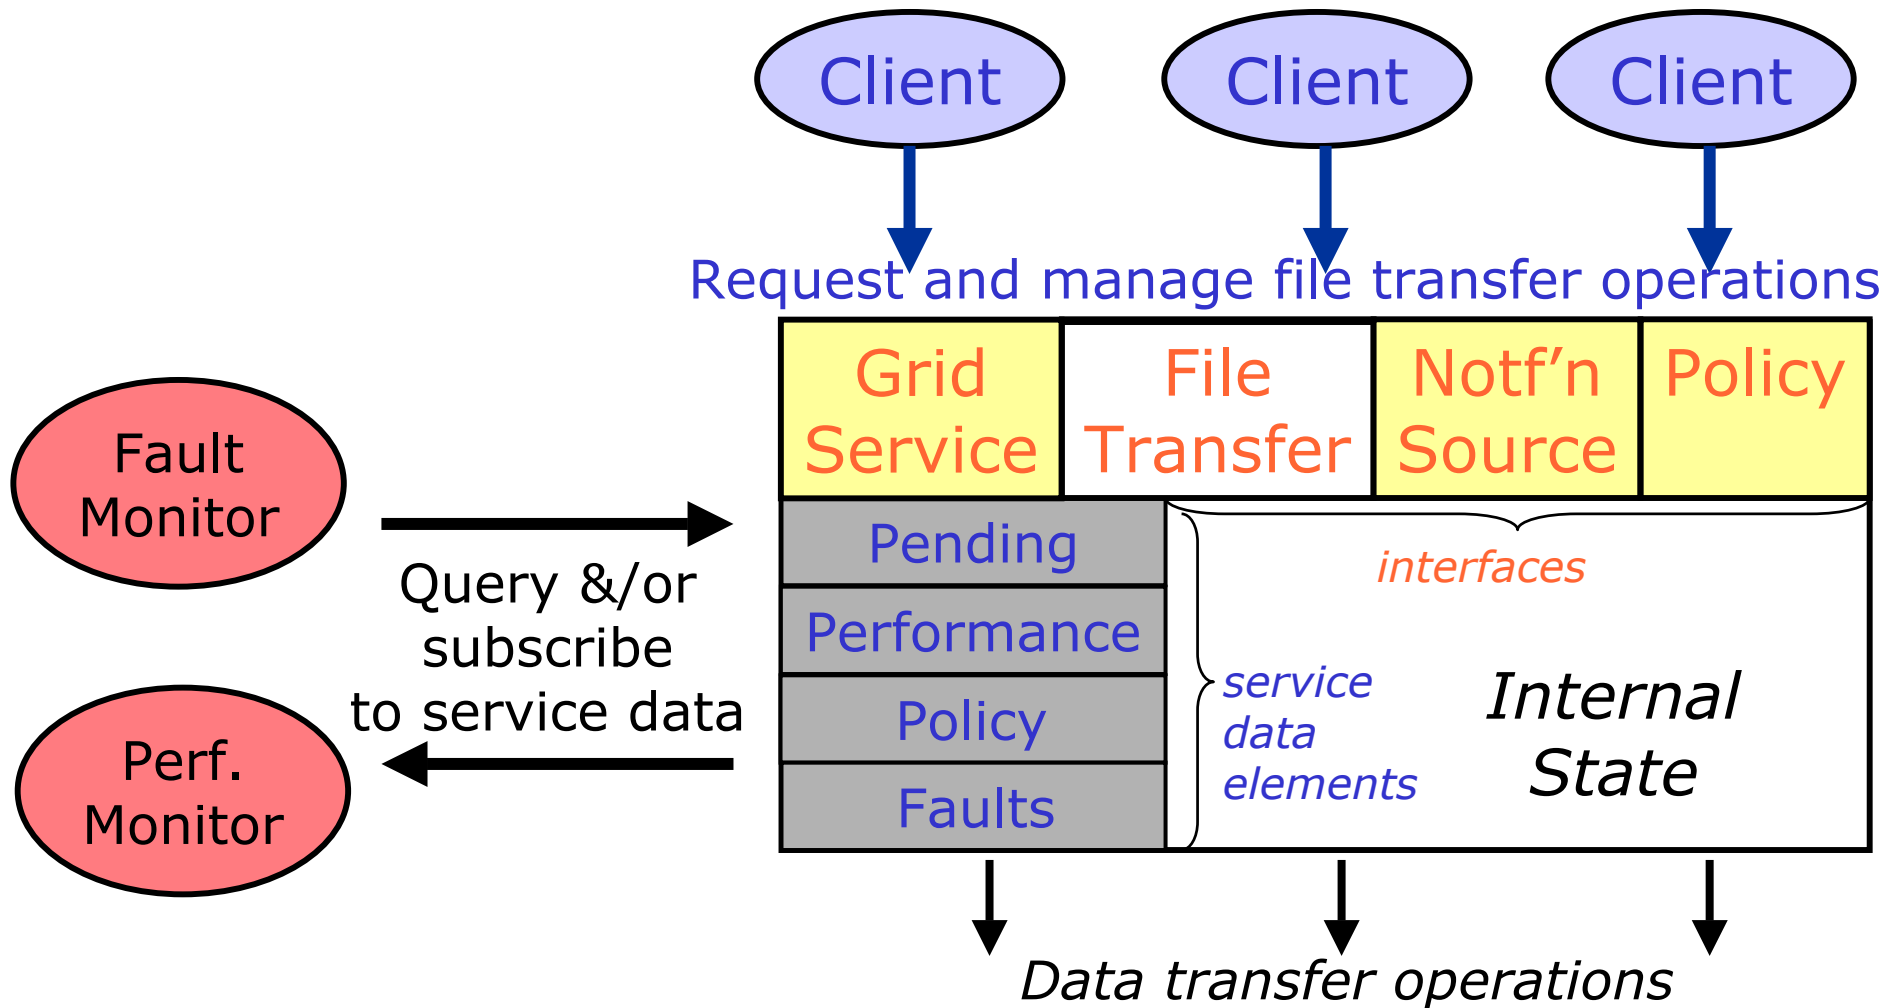 Client
Client
Client
Request and manage file transfer operations
Grid
Service
File
Transfer
Notf’n
Source
Policy
Fault
Monitor
Query &/or
subscribe
to service data
Perf.
Monitor
Pending
Performance
Policy
Faults
interfaces
service
data
elements
Internal
State
Data transfer operations